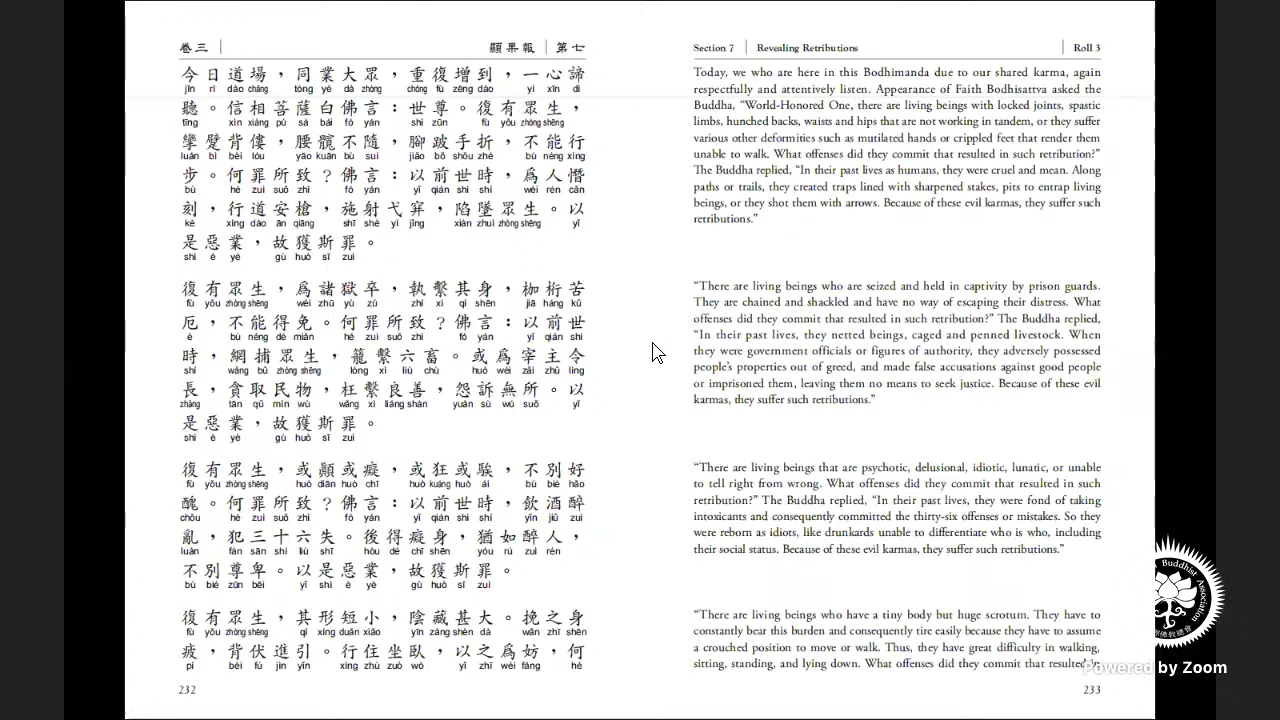 卷三 顯果報 第七
今日道場，同業大眾，重復增到，一心諦
jīn rì dào chǎng tóng yè dà zhòng chóng fù zēng dào yì xīn dì
聽。信相菩薩白佛言：世尊。復有眾生，
tīng xìn xiàng pú sà bái fó yán shì zūn fù yǒu zhòng shēng
攣躄背僂，腰髖不隨，腳跛手折，不能行
luán bì bèi lóu yāo kuān bù suí jiǎo bǒ shǒu zhé bù néng xíng
步。何罪所致？佛言：以前世時，為人憯
bù hé zuì suǒ zhì fó yán yǐ qián shì shí wéi rén cǎn
刻，行道安槍，施射弋穽，陷墜眾生。以
kè xíng dào ān qiāng shī shè yì jǐng xiàn zhuì zhòng shēng yǐ
是惡業，故獲斯罪。
shì è yè gù huò sī zuì
復有眾生，為諸獄卒，執繫其身，枷桁苦
fù yǒu zhòng shēng wéi zhū yù zú zhí xì qí shēn jiā háng kǔ
厄，不能得免。何罪所致？佛言：以前世
è bù néng dé miǎn hé zuì suǒ zhì fó yán yǐ qián shì
時，網捕眾生，籠繫六畜。或為宰主令
shí wǎng bǔ zhòng shēng lóng xì liù chù huò wéi zǎi zhǔ lìng
長，貪取民物，枉繫良善，怨訴無所。以
zhǎng tān qǔ mín wù wǎng xì liáng shàn yuàn sù wú suǒ yǐ
是惡業，故獲斯罪。
shì è yè gù huò sī zuì
復有眾生，或顛或癡，或狂或騃，不別好
fù yǒu zhòng shēng huò diān huò chī huò kuáng huò ái bù bié hǎo
醜。何罪所致？佛言：以前世時，飲酒醉
chǒu hé zuì suǒ zhì fó yán yǐ qián shì shí yǐn jiǔ zuì
亂，犯三十六失。後得癡身，猶如醉人，
luàn fàn sān shí liù shī hòu dé chī shēn yóu rú zuì rén
不別尊卑。以是惡業，故獲斯罪。
bù bié zūn bēi yǐ shì è yè gù huò sī zuì
復有眾生，其形短小，陰藏甚大。挽之身
fù yǒu zhòng shēng qí xíng duǎn xiǎo yīn zàng shèn dà wǎn zhī shēn
疲，背伏進引。行住坐臥，以之為妨，何
pí bèi fú jìn yǐn xíng zhù zuò wò yǐ zhī wéi fáng hé
232
Section 7 Revealing Retributions Roll 3
Today, we who are here in this Bodhimanda due to our shared karma, again
respectfully and attentively listen. Appearance of Faith Bodhisattva asked the
Buddha, “World-Honored One, there are living beings with locked joints, spastic
limbs, hunched backs, waists and hips that are not working in tandem, or they suffer
various other deformities such as mutilated hands or crippled feet that render them
unable to walk. What offenses did they commit that resulted in such retribution?”
The Buddha replied, “In their past lives as humans, they were cruel and mean. Along
paths or trails, they created traps lined with sharpened stakes, pits to entrap living
beings, or they shot them with arrows. Because of these evil karmas, they suffer such
retributions.”
“There are living beings who are seized and held in captivity by prison guards.
They are chained and shackled and have no way of escaping their distress. What
offenses did they commit that resulted in such retribution?” The Buddha replied,
“In their past lives, they netted beings, caged and penned livestock. When
they were government officials or figures of authority, they adversely possessed
people’s properties out of greed, and made false accusations against good people
or imprisoned them, leaving them no means to seek justice. Because of these evil
karmas, they suffer such retributions.”
“There are living beings that are psychotic, delusional, idiotic, lunatic, or unable
to tell right from wrong. What offenses did they commit that resulted in such
retribution?” The Buddha replied, “In their past lives, they were fond of taking
intoxicants and consequently committed the thirty-six offenses or mistakes. So they
were reborn as idiots, like drunkards unable to differentiate who is who, including
their social status. Because of these evil karmas, they suffer such retributions.”
“There are living beings who have a tiny body but huge scrotum. They have to
constantly bear this burden and consequently tire easily because they have to assume
a crouched position to move or walk. Thus, they have great difficulty in walking,
sitting, standing, and lying down. What offenses did they commit that resulted in
233
Buddhist Association
Powered by Zoom